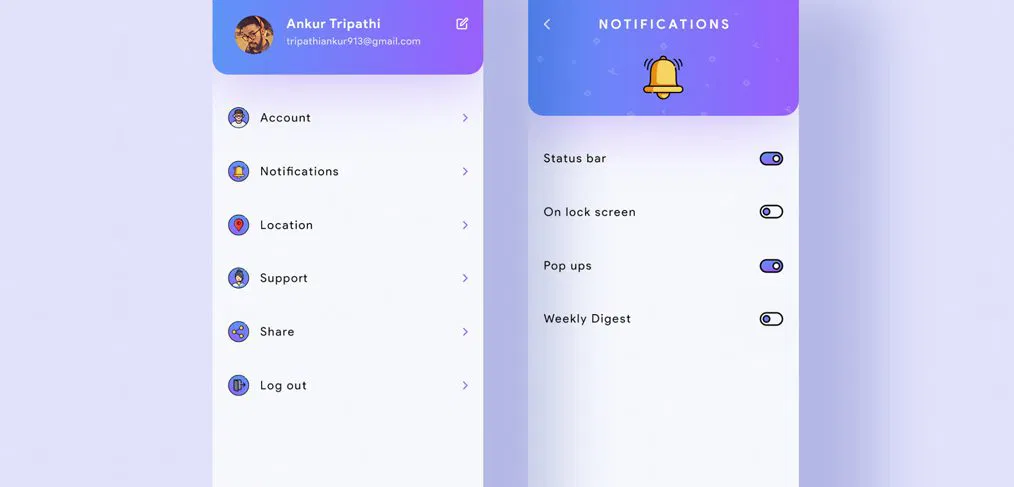 Ankur Tripathi
tripathiankur913@gmail.com
Account
Notifications
Location
Support
Share
Log out
NOTIFICATIONS
Status bar
On lock screen
Pop ups
Weekly Digest